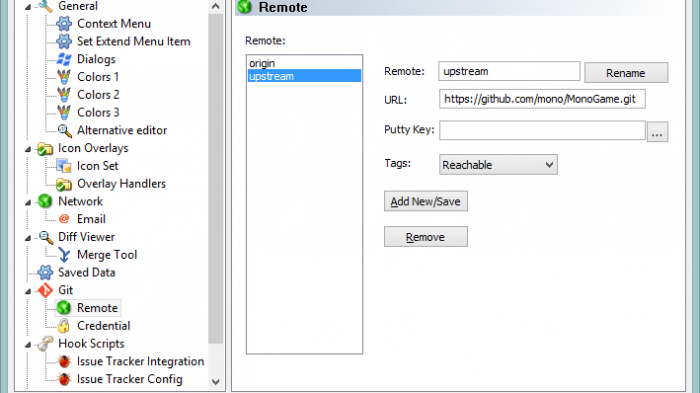 General
Context Menu
Set Extend Menu Item
Dialogs
Colors 1
Colors 2
Colors 3
Alternative editor
Icon Overlays
Icon Set
Overlay Handlers
Network
Email
Diff Viewer
Merge Tool
Saved Data
Git
Remote
Credential
Hook Scripts
Issue Tracker Integration
Issue Tracker Config
Remote
Remote:
origin
upstream
Remote: upstream Rename
URL: https://github.com/mono/MonoGame.git
Putty Key: ...
Tags: Reachable
Add New/Save
Remove